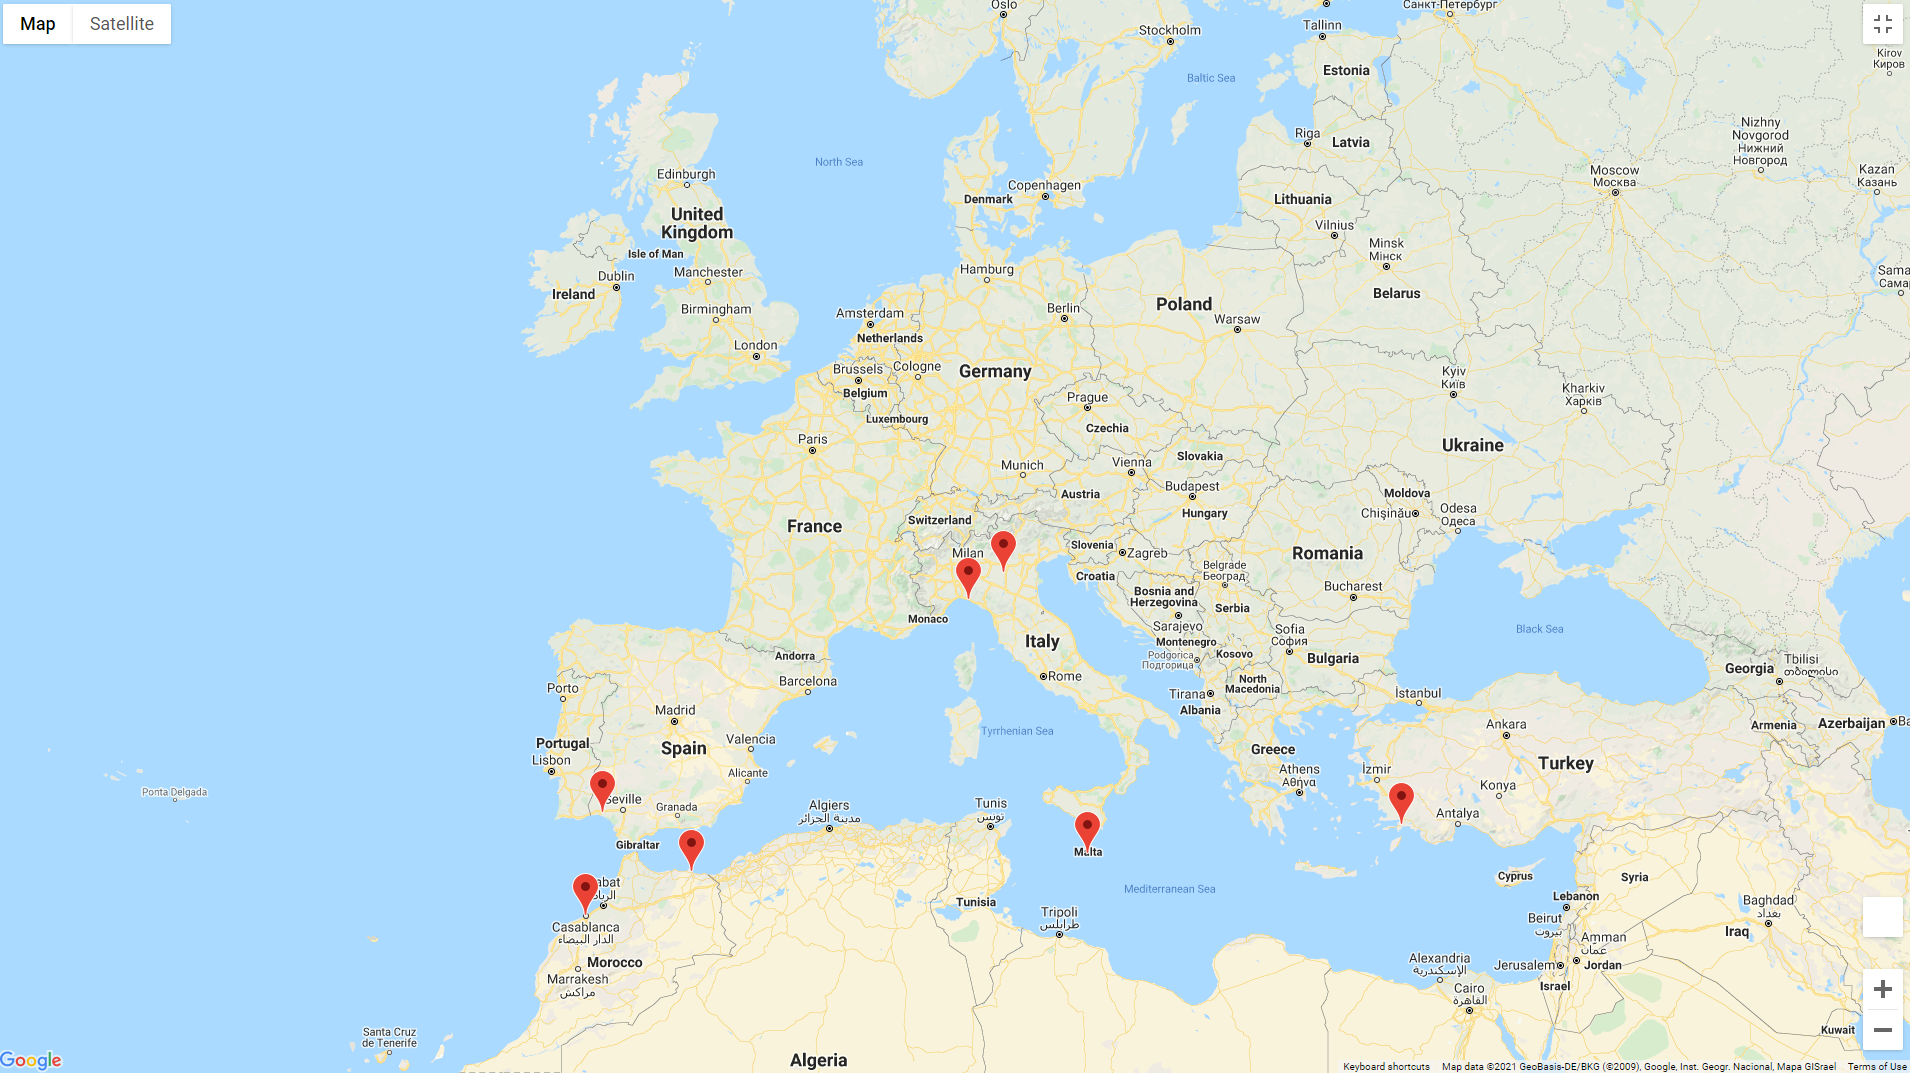 Map
Satellite
Oslo
Stockholm
Санкт-Петербург
Tallinn
Estonia
Baltic Sea
Kirov
Киров
Riga
Latvia
Nizhny
Novgorod
Нижний
Новгород
North Sea
Edinburgh
Moscow
Москва
Kazan
Казань
Copenhagen
Denmark
Lithuania
United
Kingdom
Vilnius
Isle of Man
Minsk
Мінск
Dublin
Manchester
Hamburg
Ireland
Belarus
Sama
Самар
Birmingham
Amsterdam
Berlin
Poland
Warsaw
Netherlands
London
Brussels
Cologne
Germany
Kyiv
Київ
Kharkiv
Харків
Belgium
Prague
Luxembourg
Czechia
Paris
Ukraine
Munich
Vienna
Slovakia
Austria
Budapest
Moldova
Hungary
Chișinău
Odesa
Одеса
France
Switzerland
Milan
Slovenia
Zagreb
Romania
Croatia
Belgrade
Београд
Bosnia and
Herzegovina
Bucharest
Serbia
Monaco
Sarajevo
Black Sea
Italy
Sofia
София
Montenegro
Andorra
Podgorica
Подгорица
Kosovo
Bulgaria
Georgia
Tbilisi
თბილისი
Barcelona
Rome
North
Macedonia
Porto
Tirana
İstanbul
Albania
Madrid
Armenia
Azerbaijan
Ba
Tyrrhenian Sea
Ankara
Portugal
Spain
Valencia
Greece
Lisbon
Alicante
Athens
Αθήνα
İzmir
Konya
Turkey
Ponta Delgada
Seville
Granada
Algiers
مدينة الجزائر
Tunis
تونس
Antalya
Gibraltar
Malta
Cyprus
Syria
abat
الرباط
Mediterranean Sea
Tunisia
Lebanon
Baghdad
بغداد
Casablanca
الدار البيضاء
Tripoli
طرابلس
Beirut
بيروت
Iraq
Amman
عمان
Morocco
Alexandria
الإسكندرية
Jerusalem
Jordan
Marrakesh
مراكش
Israel
Cairo
القاهرة
Santa Cruz
de Tenerife
Kuwait
Algeria
Google
Keyboard shortcuts
Map data ©2021 GeoBasis-DE/BKG (©2009), Google, Inst. Geogr. Nacional, Mapa GISrael
Terms of Use